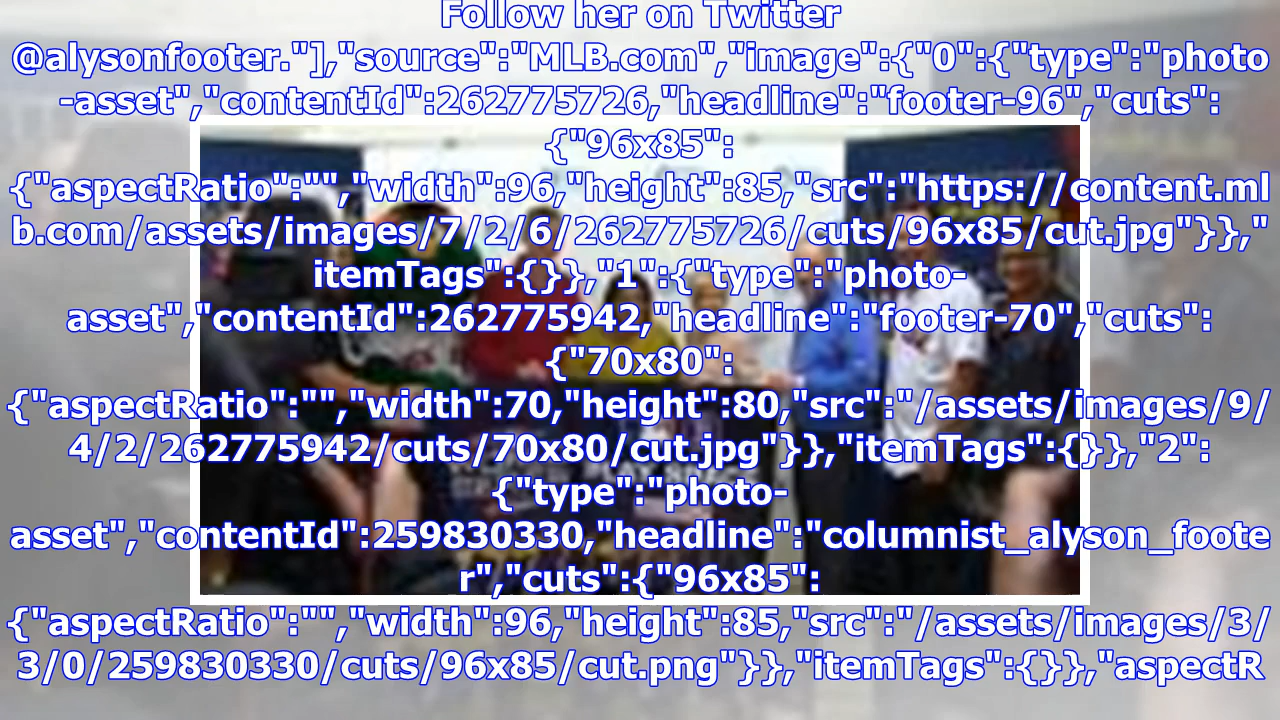 Follow her on Twitter
@alysonfooter."],"source":"MLB.com","image":{"0":{"type":"photo
-asset","contentId":262775726,"headline":"footer-96","cuts":
{"96x85":
{"aspectRatio":"","width":96,"height":85,"src":"https://content.ml
b.com/assets/images/7/2/6/262775726/cuts/96x85/cut.jpg"}},"
itemTags":{}},"1":{"type":"photo-
asset","contentId":262775942,"headline":"footer-70","cuts":
{"70x80":
{"aspectRatio":"","width":70,"height":80,"src":"/assets/images/9/
4/2/262775942/cuts/70x80/cut.jpg"}},"itemTags":{}},"2":
{"type":"photo-
asset","contentId":259830330,"headline":"columnist_alyson_foote
r","cuts":{"96x85":
{"aspectRatio":"","width":96,"height":85,"src":"/assets/images/3/
3/0/259830330/cuts/96x85/cut.png"}},"itemTags":{}},"aspectR